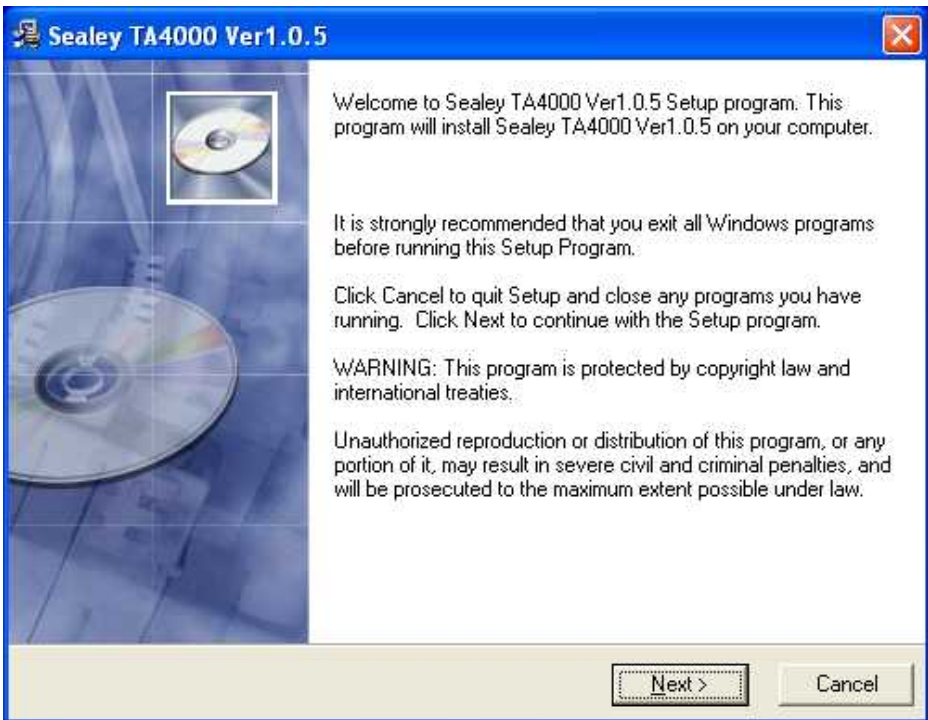 Sealey TA4000 Ver1.0.5
Welcome to Sealey TA4000 Ver1.0.5 Setup program. This
program will install Sealey TA4000 Ver1.0.5 on your computer.
It is strongly recommended that you exit all Windows programs
before running this Setup Program.
Click Cancel to quit Setup and close any programs you have
running.  Click Next to continue with the Setup program.
WARNING: This program is protected by copyright law and
international treaties.
Unauthorized reproduction or distribution of this program, or any
portion of it, may result in severe civil and criminal penalties, and
will be prosecuted to the maximum extent possible under law.
Next >
Cancel